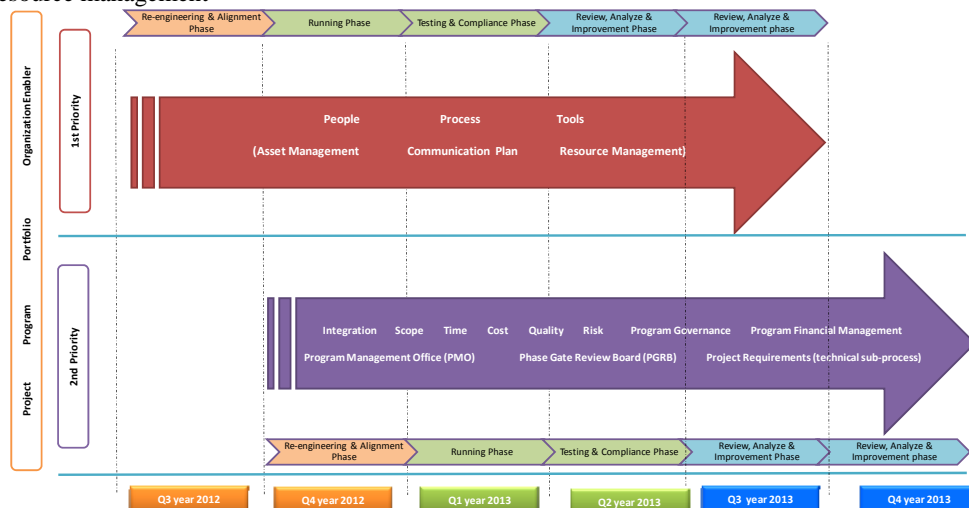 Re-engineering & Alignment
Phase
Running Phase
Testing & Compliance Phase
Review, Analyze &
Improvement Phase
Review, Analyze &
Improvement phase
Organization Enabler
Portfolio
Program
Project
1st Priority
People Process Tools
(Asset Management Communication Plan Resource Management)
2nd Priority
Integration Scope Time Cost Quality Risk Program Governance Program Financial Management
Program Management Office (PMO) Phase Gate Review Board (PGRB) Project Requirements (technical sub-process)
Re-engineering & Alignment
Phase
Running Phase
Testing & Compliance Phase
Review, Analyze &
Improvement Phase
Review, Analyze &
Improvement phase
Q3 year 2012
Q4 year 2012
Q1 year 2013
Q2 year 2013
Q3 year 2013
Q4 year 2013